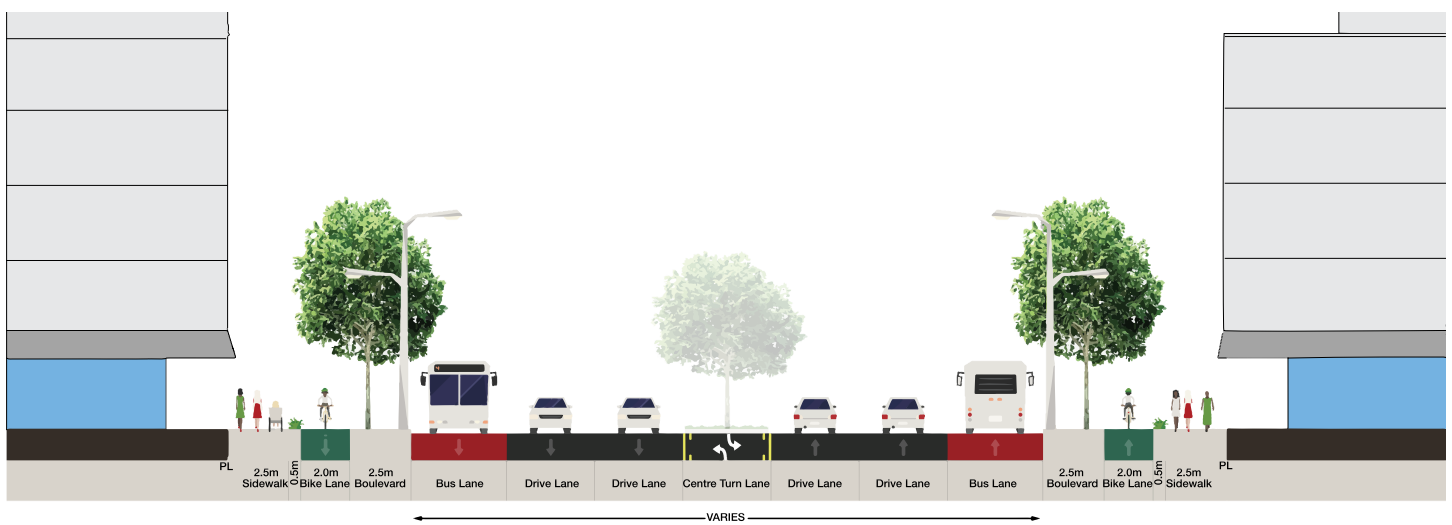 PL
2.5m
Sidewalk
0.5m
2.0m
Bike Lane
2.5m
Boulevard
Bus Lane
Drive Lane
Drive Lane
Centre Turn Lane
Drive Lane
Drive Lane
Bus Lane
2.5m
Boulevard
2.0m
Bike Lane
0.5m
2.5m
Sidewalk
PL
VARIES